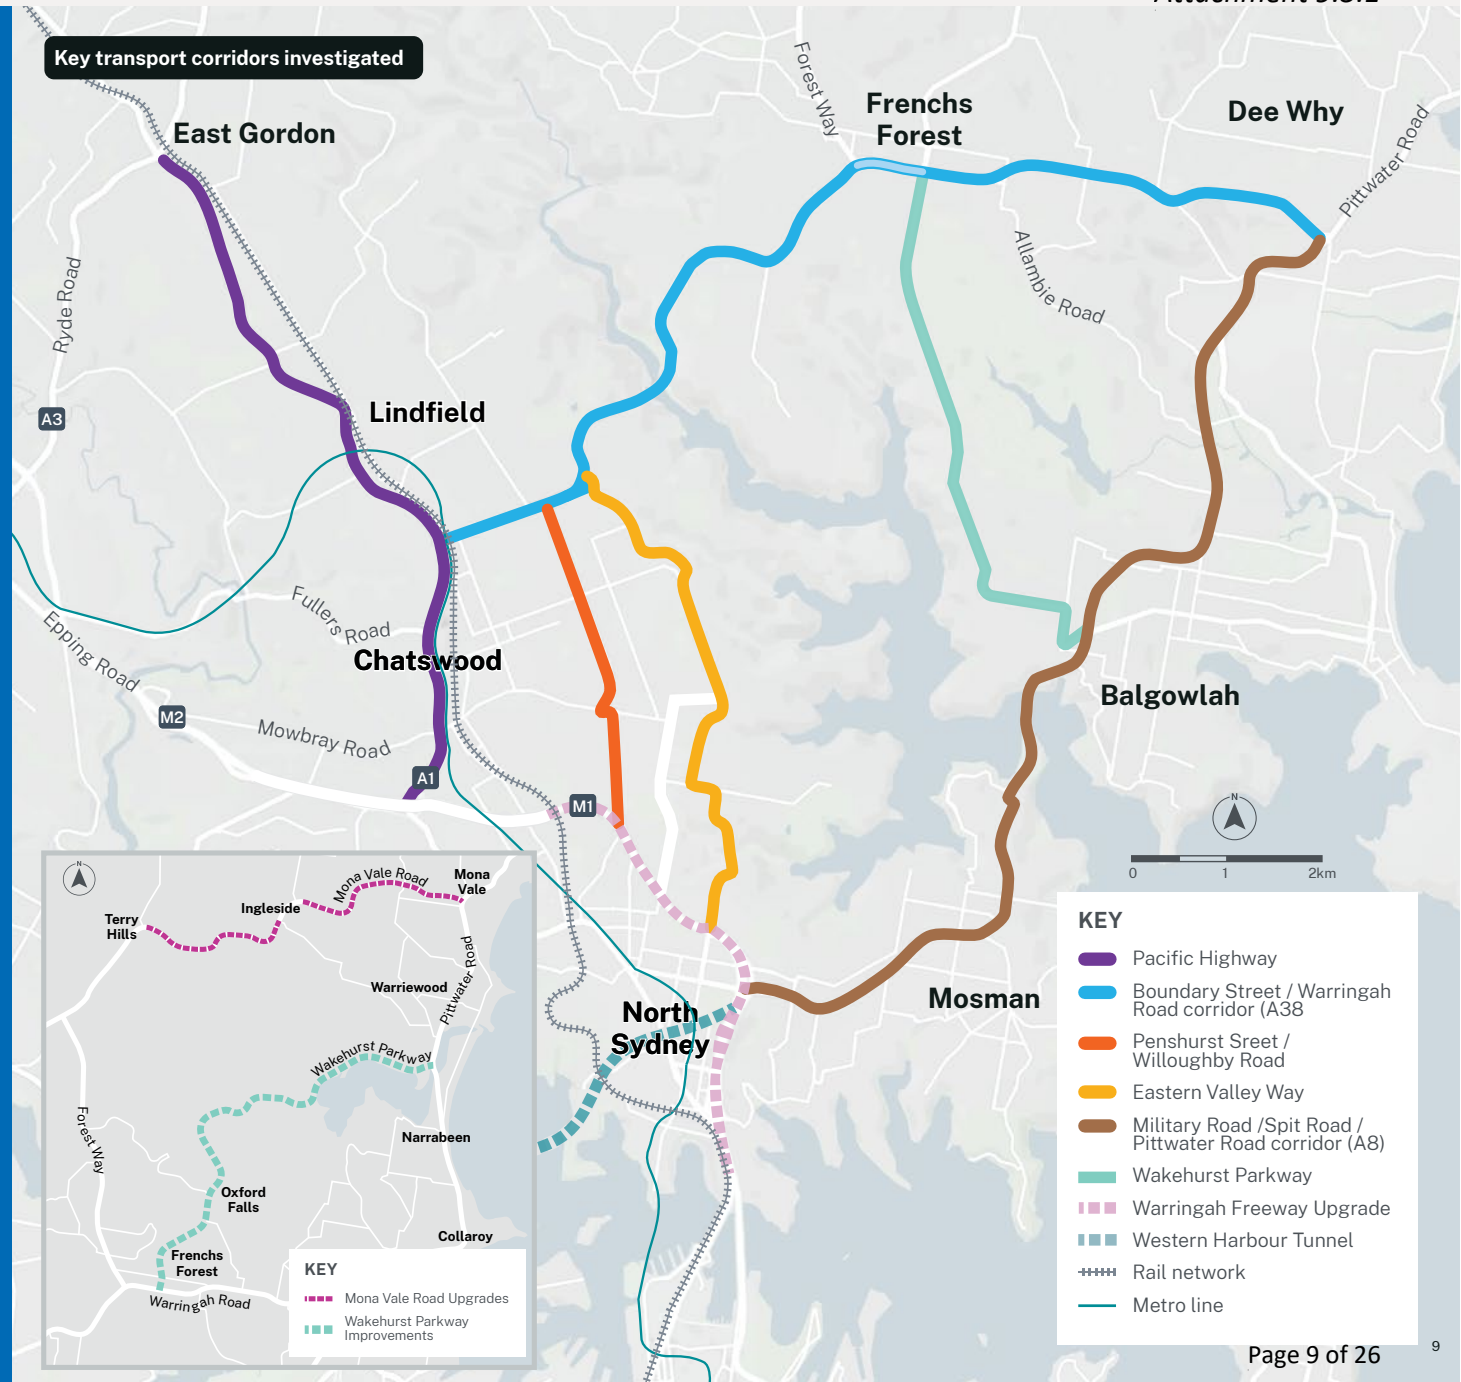 Attachment 9.3.2
Key transport corridors investigated
East Gordon
Forest Way
Frenchs
Forest
Dee Why
Pittwater Road
Ryde Road
Allambie Road
A3
Lindfield
Fullers Road
Chatswood
Epping Road
M2
Mowbray Road
A1
M1
Balgowlah
N
0 1 2km
North
Sydney
Mosman
KEY
Pacific Highway
Boundary Street / Warringah
Road corridor (A38
Penshurst Sreet /
Willoughby Road
Eastern Valley Way
Military Road /Spit Road /
Pittwater Road corridor (A8)
Wakehurst Parkway
Warringah Freeway Upgrade
Western Harbour Tunnel
Rail network
Metro line
N
Mona Vale Road
Mona
Vale
Ingleside
Terry
Hills
Warriewood
Pittwater Road
Wakehurst Parkway
Forest Way
Narrabeen
Oxford
Falls
Collaroy
Frenchs
Forest
Warringah Road
KEY
Mona Vale Road Upgrades
Wakehurst Parkway
Improvements
9
Page 9 of 26